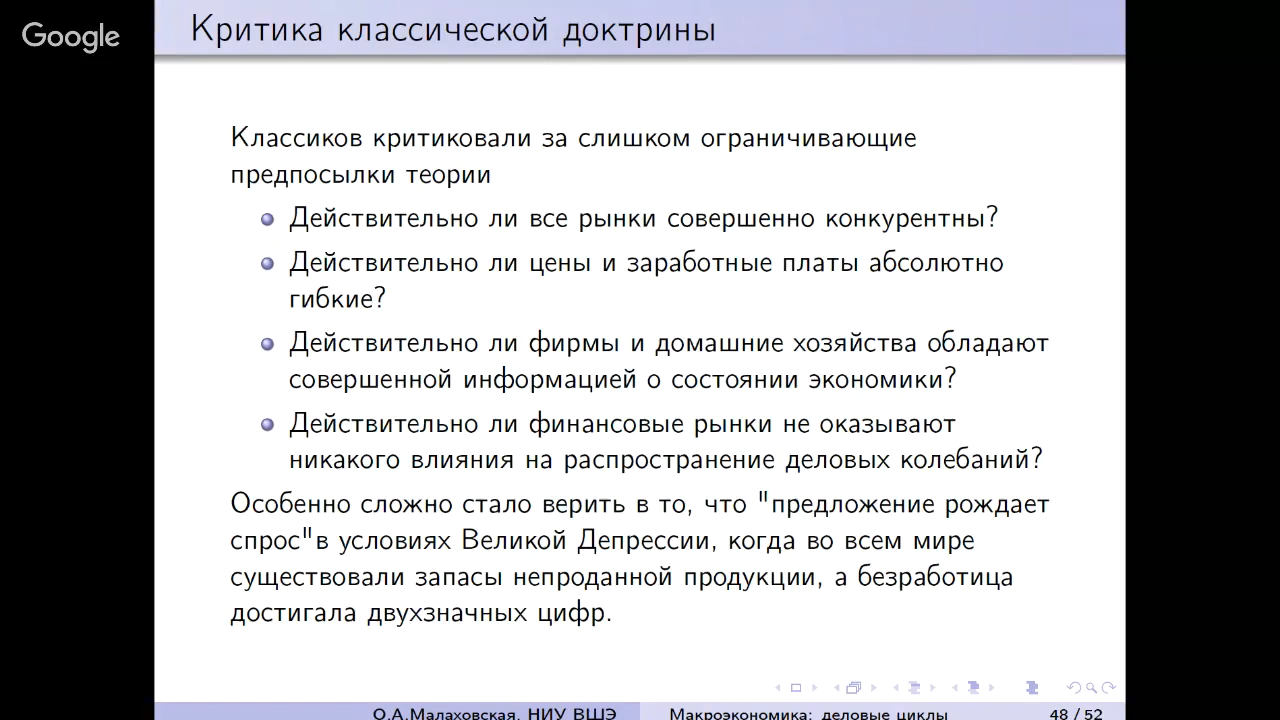 Google
Критика классической доктрины
Классиков критиковали за слишком ограничивающие
предпосылки теории
Действительно ли все рынки совершенно конкурентны?
Действительно ли цены и заработные платы абсолютно
гибкие?
Действительно ли фирмы и домашние хозяйства обладают
совершенной информацией о состоянии экономики?
Действительно ли финансовые рынки не оказывают
никакого влияния на распространение деловых колебаний?
Особенно сложно стало верить в то, что "предложение рождает
спрос"в условиях Великой Депрессии, когда во всем мире
существовали запасы непроданной продукции, а безработица
достигала двухзначных цифр.
О.А.Малаховская, НИУ ВШЭ Макроэкономика: деловые циклы 48 / 52